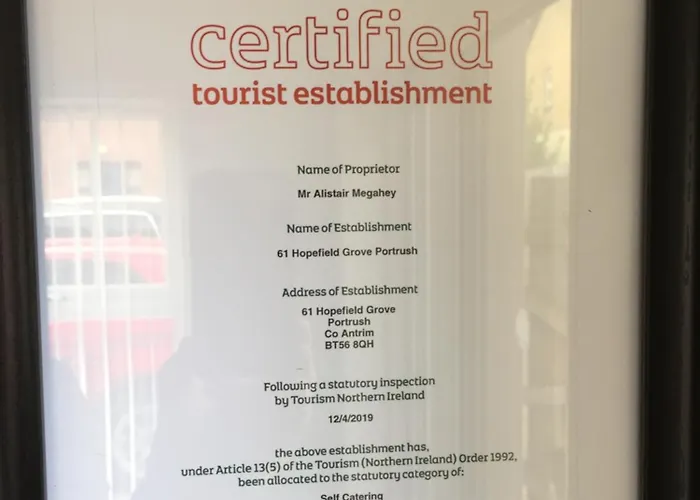 certified
tourist establishment
Name of Proprietor
Mr Alistair Megahey
Name of Establishment
61 Hopefield Grove Portrush
Address of Establishment
61 Hopefield Grove
Portrush
Co Antrim
BT56 8QH
Following a statutory inspection
by Tourism Northern Ireland
12/4/2019
the above establishment has,
under Article 13(5) of the Tourism (Northern Ireland) Order 1992,
been allocated to the statutory category of:
Self Catering